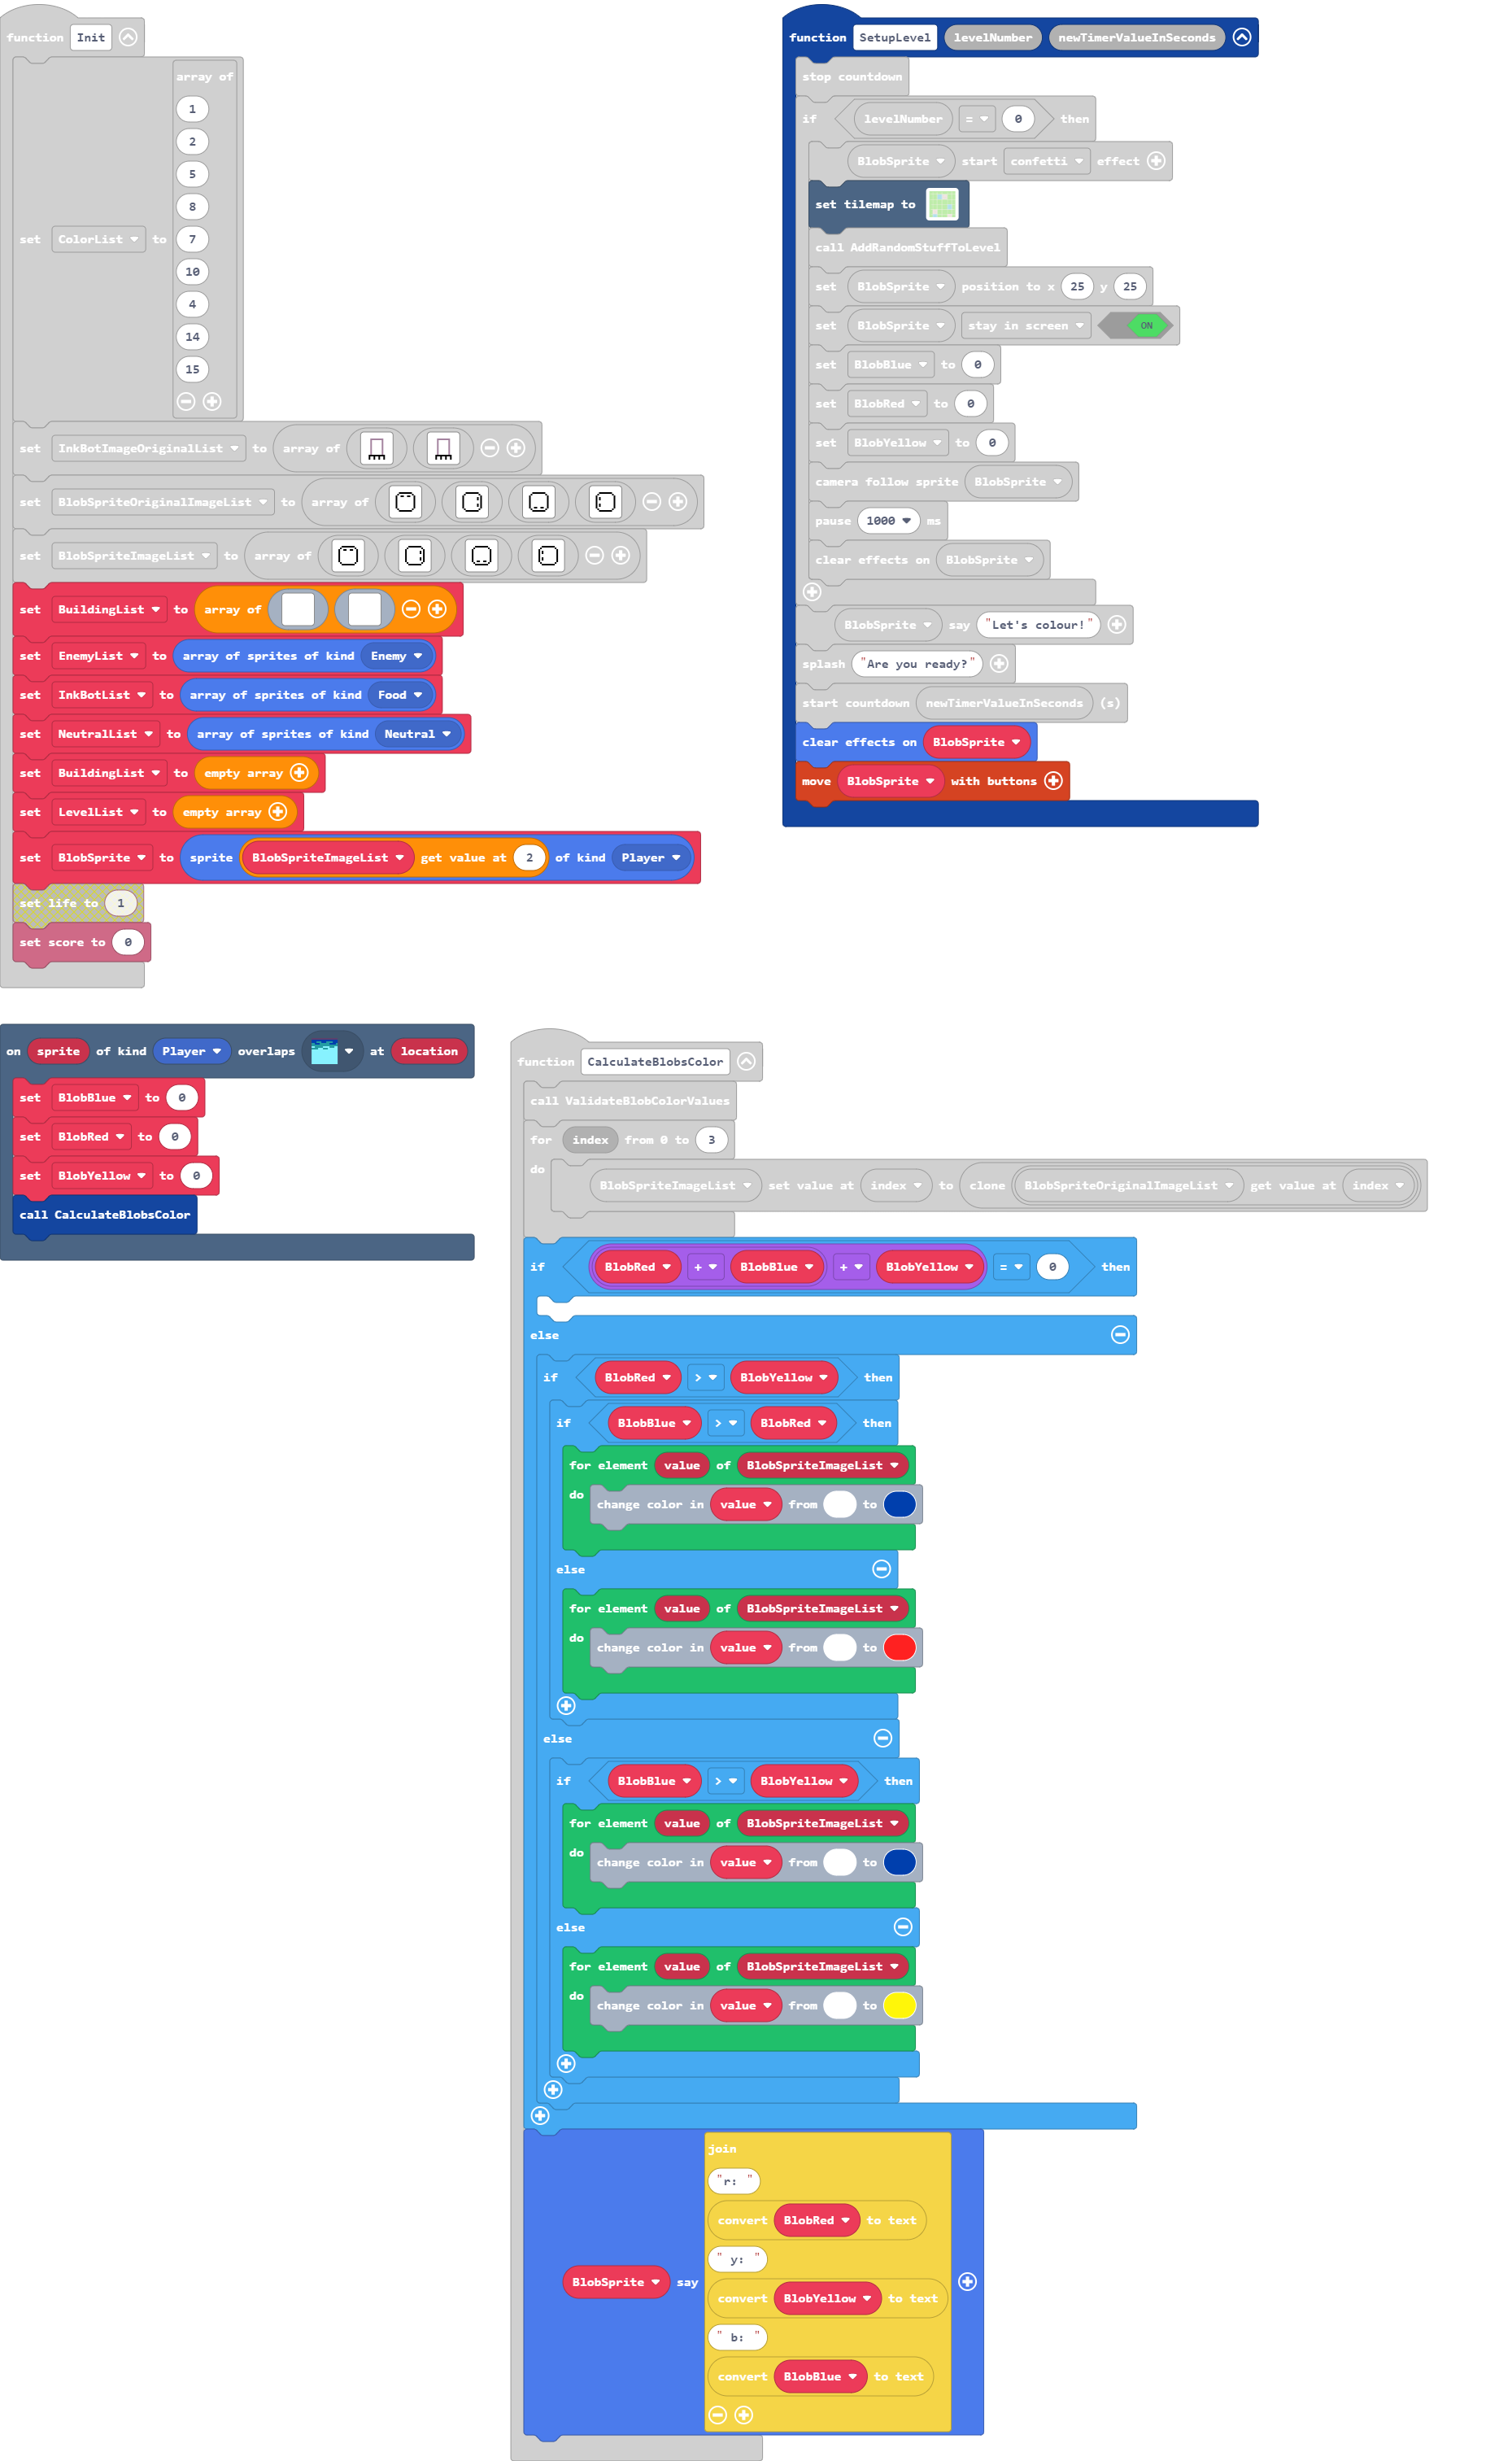 function Init
array of
1
2
5
8
set ColorList to 7
10
4
14
15
set InkBotImageOriginalList to array of
set BlobSpriteOriginalImageList to array of
set BlobSpriteImageList to array of
set BuildingList to array of
set EnemyList to array of sprites of kind Enemy
set InkBotList to array of sprites of kind Food
set NeutralList to array of sprites of kind Neutral
set BuildingList to empty array
set LevelList to empty array
set BlobSprite to sprite BlobSpriteImageList get value at 2 of kind Player
set life to 1
set score to 0
function SetupLevel levelNumber newTimerValueInSeconds
stop countdown
if levelNumber = 0 then
BlobSprite start confetti effect
set tilemap to
call AddRandomStuffToLevel
set BlobSprite position to x 25 y 25
set BlobSprite stay in screen ON
set BlobBlue to 0
set BlobRed to 0
set BlobYellow to 0
camera follow sprite BlobSprite
pause 1000 ms
clear effects on BlobSprite
BlobSprite say "Let's colour!"
splash "Are you ready?"
start countdown newTimerValueInSeconds (s)
clear effects on BlobSprite
move BlobSprite with buttons
on sprite of kind Player overlaps at location
set BlobBlue to 0
set BlobRed to 0
set BlobYellow to 0
call CalculateBlobsColor
function CalculateBlobsColor
call ValidateBlobColorValues
for index from 0 to 3
do BlobSpriteImageList set value at index to clone BlobSpriteOriginalImageList get value at index
if BlobRed + BlobBlue + BlobYellow = 0 then
else
if BlobRed > BlobYellow then
if BlobBlue > BlobRed then
for element value of BlobSpriteImageList
do change color in value from to
else
for element value of BlobSpriteImageList
do change color in value from to
else
if BlobBlue > BlobYellow then
for element value of BlobSpriteImageList
do change color in value from to
else
for element value of BlobSpriteImageList
do change color in value from to
join
"r: "
convert BlobRed to text
" y: "
BlobSprite say
convert BlobYellow to text
" b: "
convert BlobBlue to text